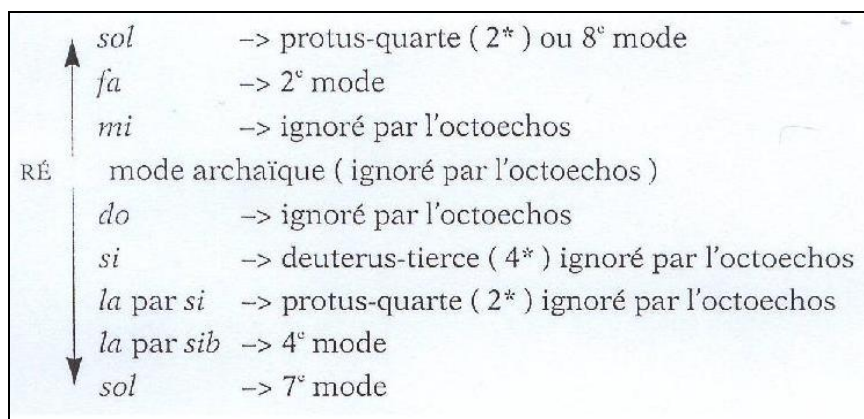 sol -> protus-quarte ( 2* ) ou 8e mode
fa -> 2e mode
mi -> ignoré par l'octoechos
RÉ mode archaïque ( ignoré par l'octoechos )
do -> ignoré par l'octoechos
si -> deuterus-tierce ( 4* ) ignoré par l'octoechos
la par si -> protus-quarte ( 2* ) ignoré par l'octoechos
la par sib -> 4e mode
sol -> 7e mode